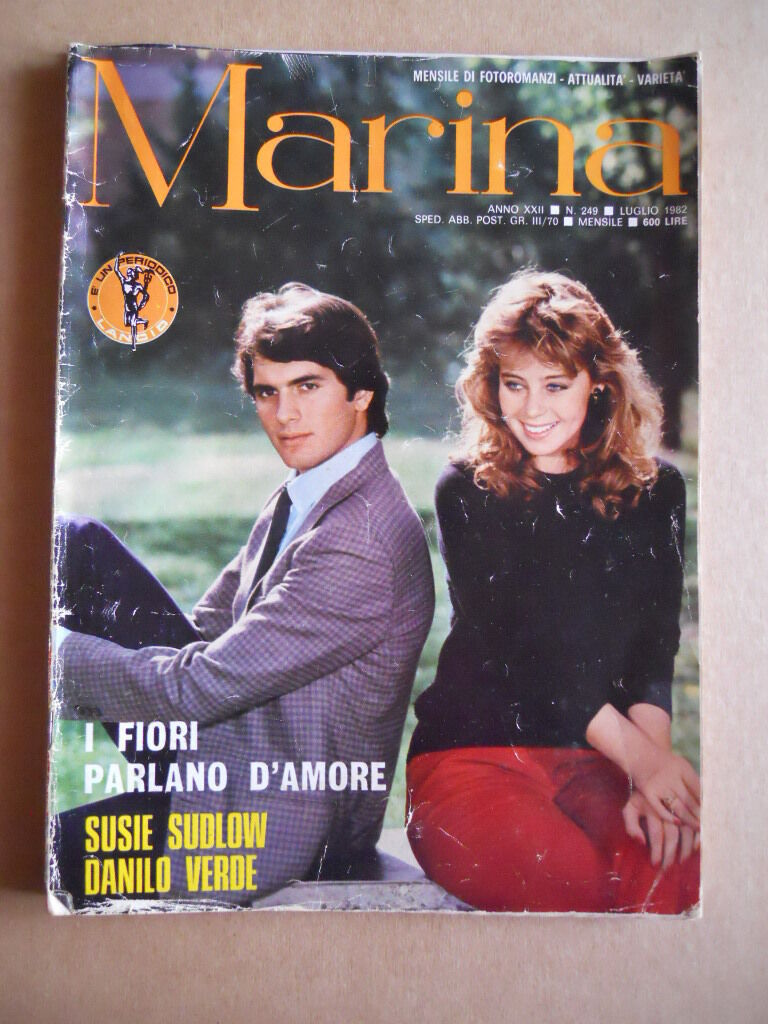 Marina
MENSILE DI FOTOROMANZI - ATTUALITA' - VARIETA'
ANNO XXII ■ N. 249 ■ LUGLIO 1982
SPED. ABB. POST. GR. III/70 ■ MENSILE ■ 600 LIRE
E' UN PERIODICO
LANCIO
I FIORI
PARLANO D'AMORE
SUSIE SUDLOW
DANILO VERDE